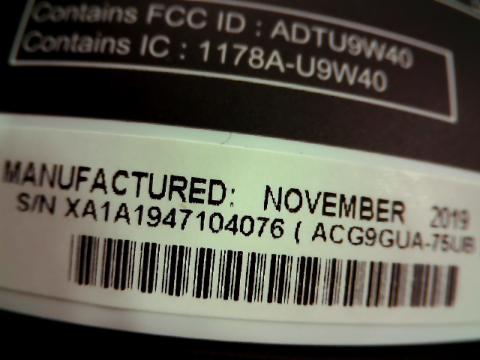 Contains FCC ID : ADTU9W40
Contains IC : 1178A-U9W40
MANUFACTURED: NOVEMBER 2019
S/N XA1A1947104076 ( ACG9GUA-75UB